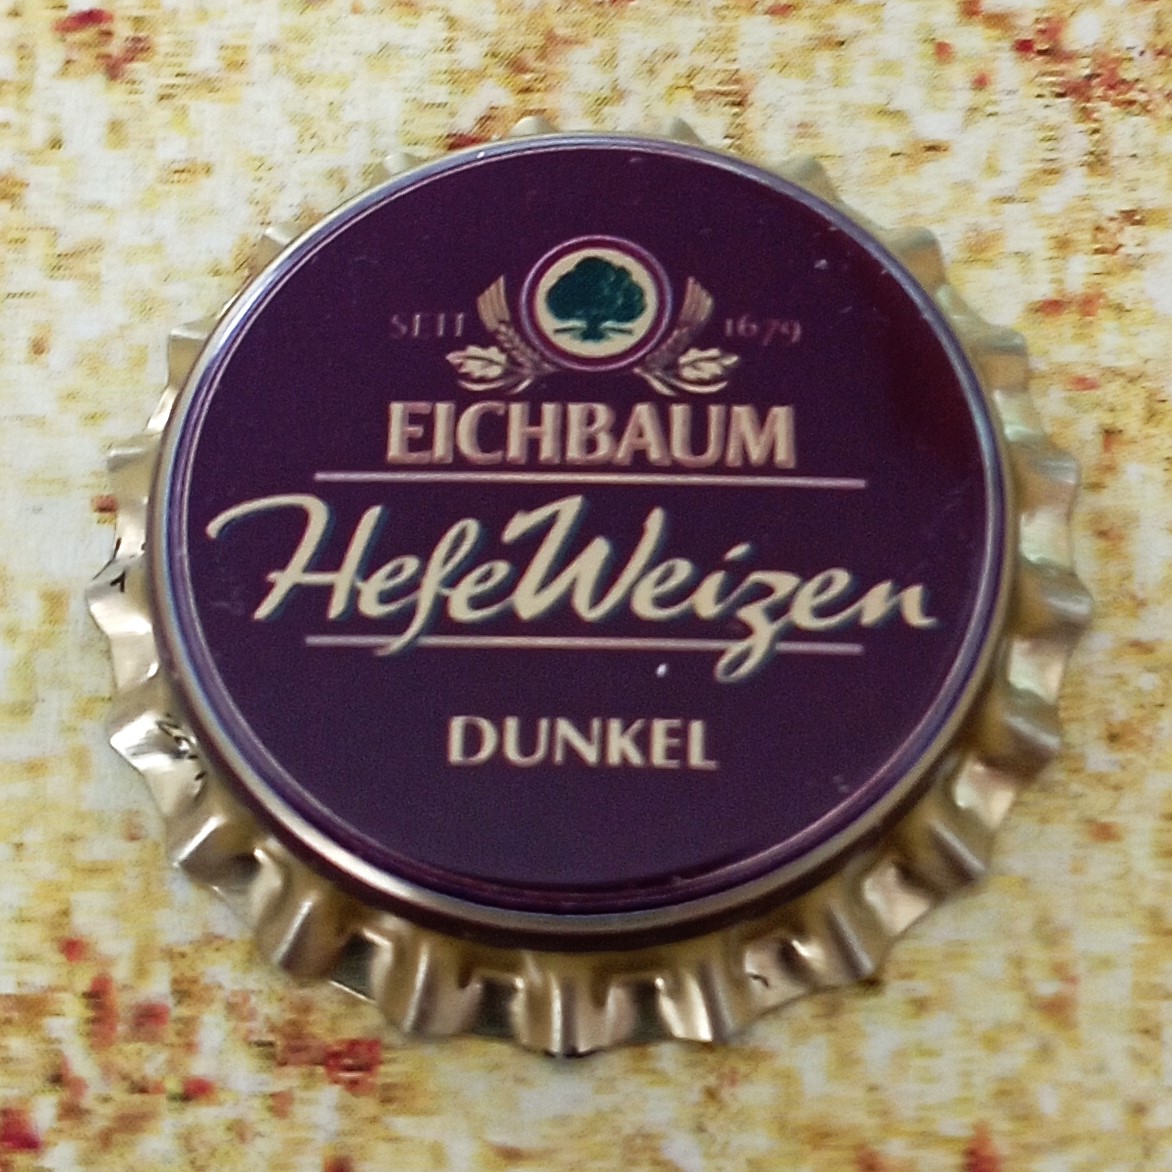 SEIT 1679
EICHBAUM
HefeWeizen
DUNKEL